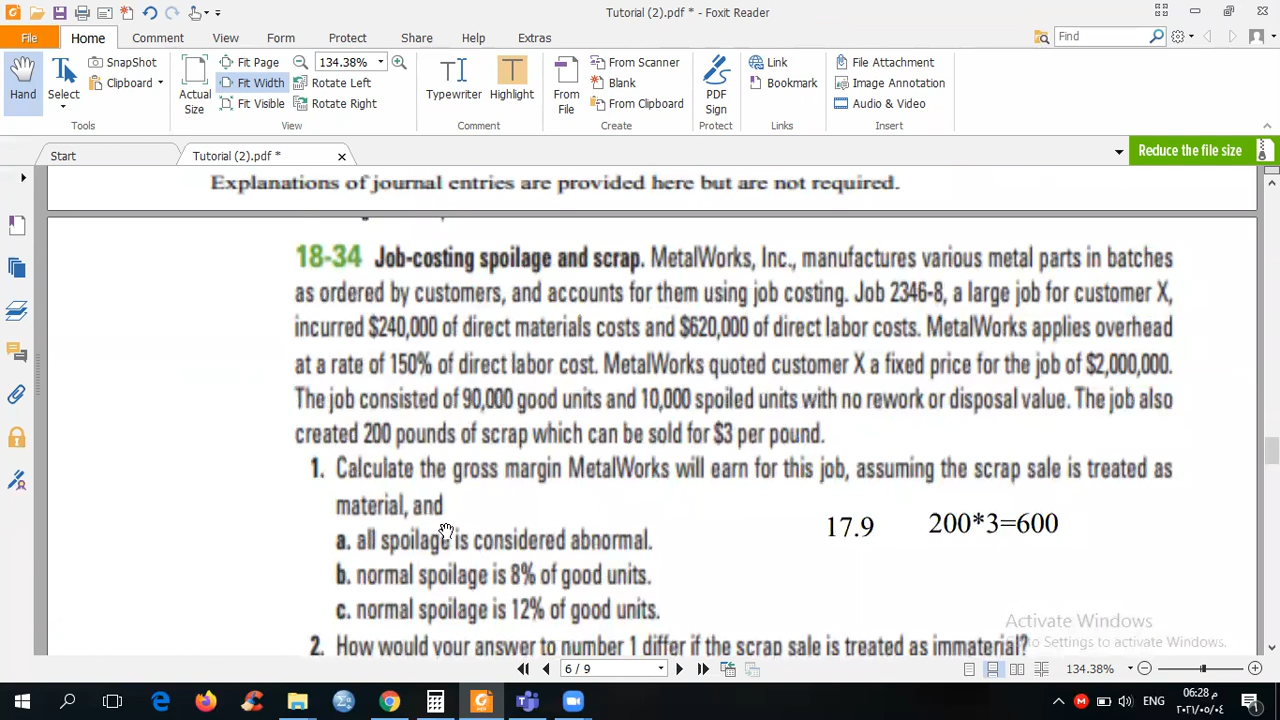 Tutorial (2).pdf * - Foxit Reader
File
Home
Comment
View
Form
Protect
Share
Help
Extras
Find
Hand
Select
SnapShot
Clipboard
Tools
Actual Size
Fit Page
Fit Width
Fit Visible
134.38%
Rotate Left
Rotate Right
View
Typewriter
Highlight
Comment
From File
From Scanner
Blank
From Clipboard
Create
PDF Sign
Protect
Link
Bookmark
Links
File Attachment
Image Annotation
Audio & Video
Insert
Start
Tutorial (2).pdf *
Reduce the file size
Explanations of journal entries are provided here but are not required.
18-34 Job-costing spoilage and scrap. MetalWorks, Inc., manufactures various metal parts in batches
as ordered by customers, and accounts for them using job costing. Job 2346-8, a large job for customer X,
incurred $240,000 of direct materials costs and $620,000 of direct labor costs. MetalWorks applies overhead
at a rate of 150% of direct labor cost. MetalWorks quoted customer X a fixed price for the job of $2,000,000.
The job consisted of 90,000 good units and 10,000 spoiled units with no rework or disposal value. The job also
created 200 pounds of scrap which can be sold for $3 per pound.
1. Calculate the gross margin MetalWorks will earn for this job, assuming the scrap sale is treated as
material, and
a. all spoilage is considered abnormal.
b. normal spoilage is 8% of good units.
c. normal spoilage is 12% of good units.
17.9 200*3=600
2. How would your answer to number 1 differ if the scrap sale is treated as immaterial?
Activate Windows
to Settings to activate Windows.
6 / 9
134.38%
ENG
06:28 م
٢٠٢١/٠٥/٠٤